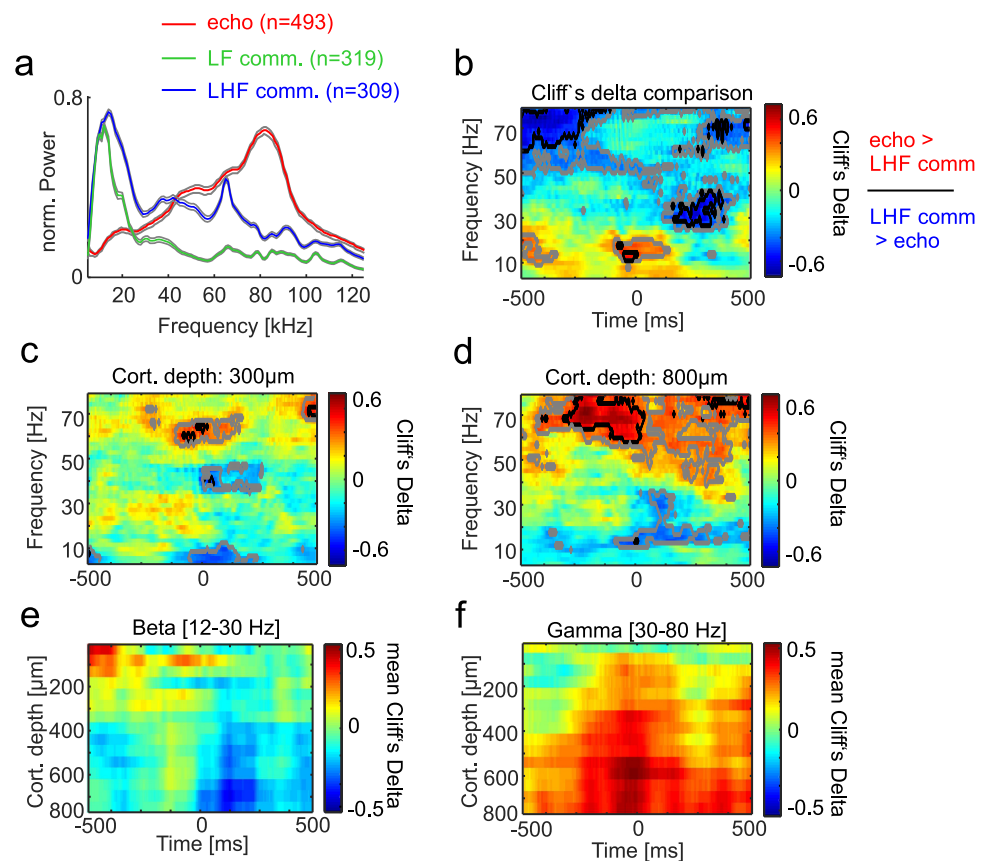 echo (n=493)
LF comm. (n=319)
LHF comm. (n=309)
a
0.8
0
norm. Power
20 40 60 80 100 120
Frequency [kHz]
b
Cliff`s delta comparison
70
50
30
10
Frequency [Hz]
-500 0 500
Time [ms]
0.6
0
-0.6
Cliff‘s Delta
echo >
LHF comm
LHF comm
> echo
c
Cort. depth: 300µm
70
50
30
10
Frequency [Hz]
-500 0 500
0.6
0
-0.6
Cliff‘s Delta
d
Cort. depth: 800µm
70
50
30
10
Frequency [Hz]
-500 0 500
0.6
0
-0.6
Cliff‘s Delta
e
Beta [12-30 Hz]
200
400
600
800
Cort. depth [µm]
-500 0 500
Time [ms]
0.5
0
-0.5
mean Cliff‘s Delta
f
Gamma [30-80 Hz]
200
400
600
800
Cort. depth [µm]
-500 0 500
Time [ms]
0.5
0
-0.5
mean Cliff‘s Delta